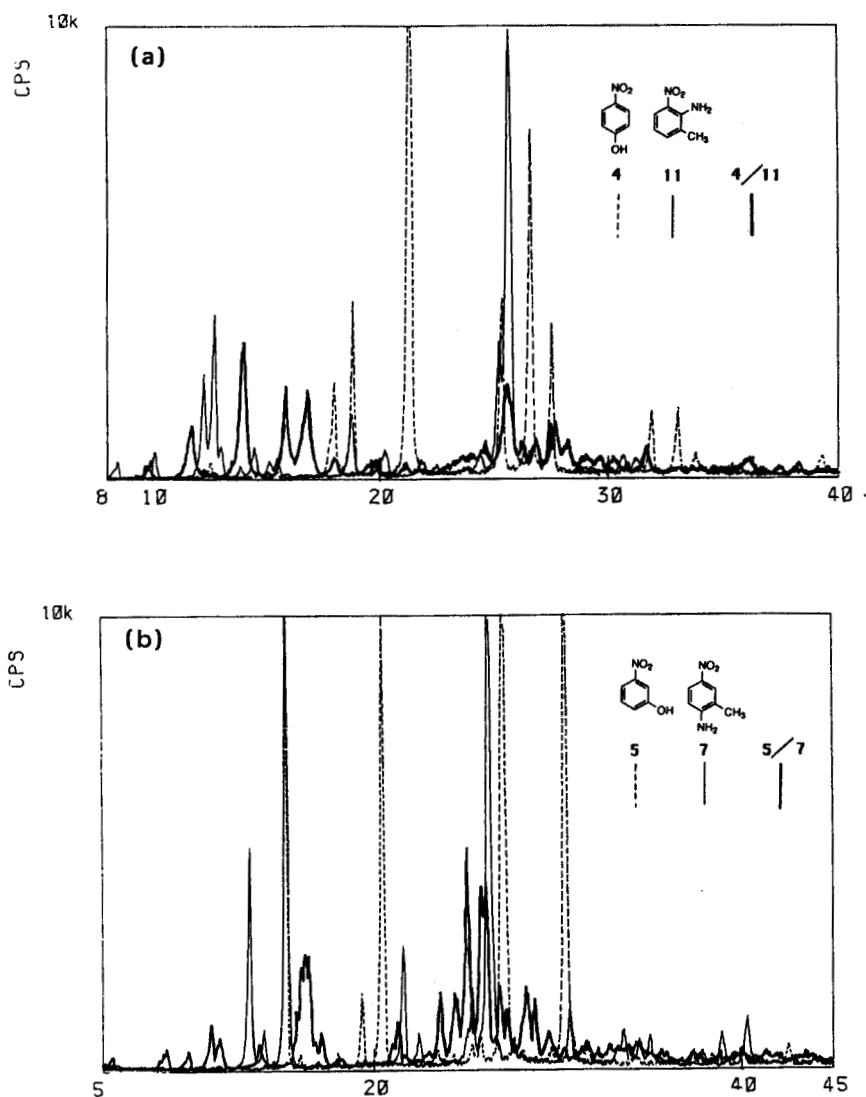 10k
(a)
CPS
NO₂
OH
NO₂
NH₂
CH₃
4 11 4/11
8 10 20 30 40
10k
(b)
CPS
NO₂
OH
NO₂
CH₃
NH₂
5 7 5/7
5 20 40 45